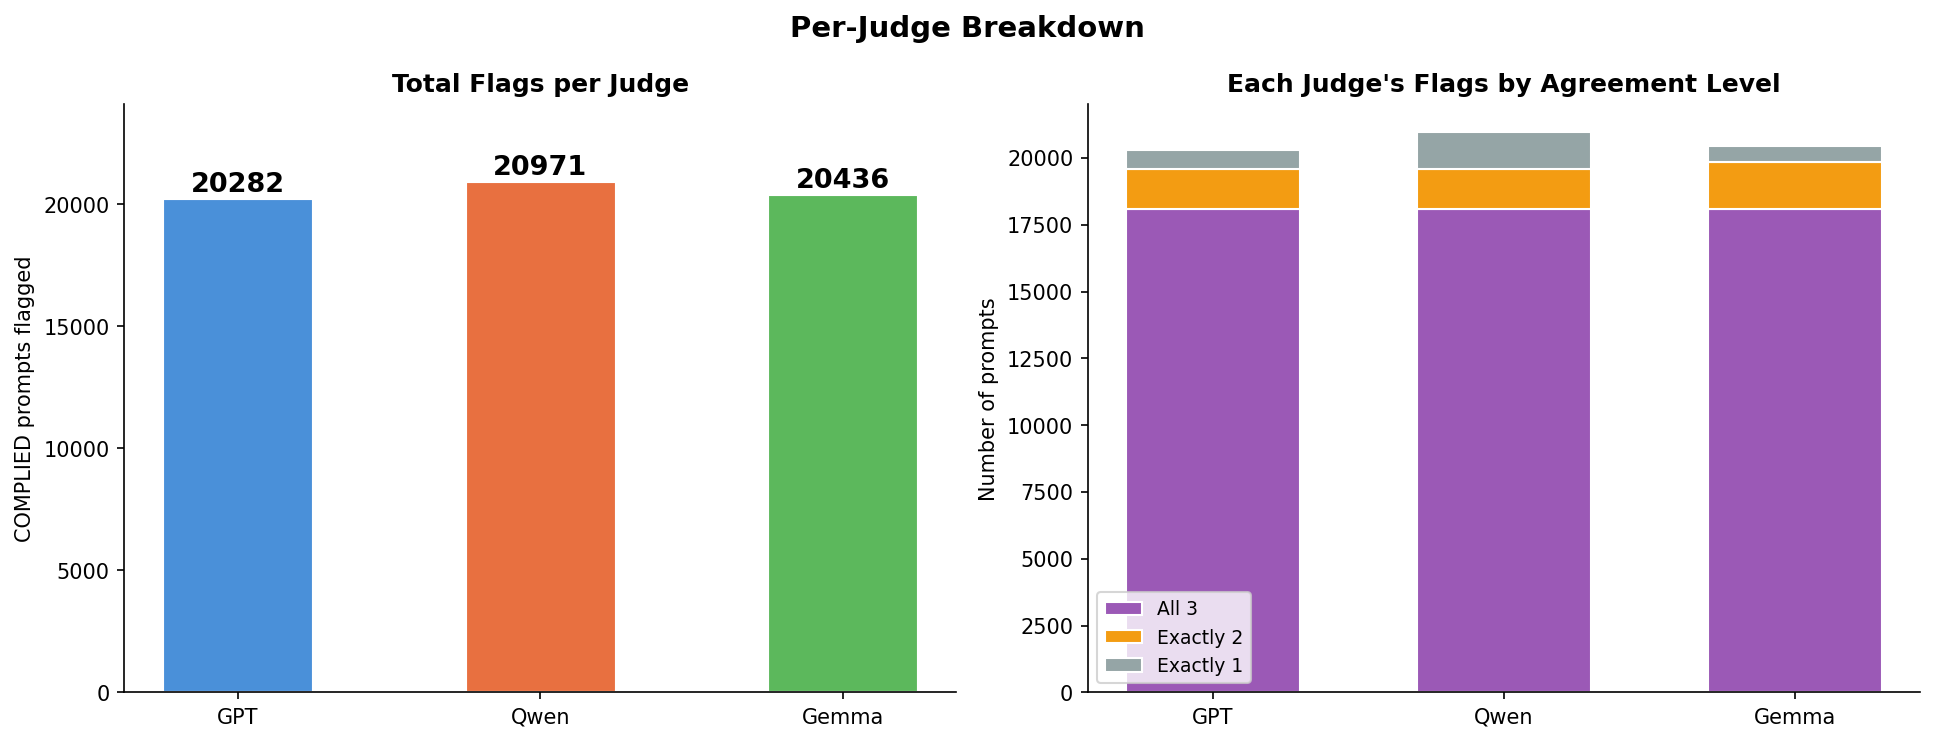 Per-Judge Breakdown
Total Flags per Judge
COMPLIED prompts flagged
20000
15000
10000
5000
0
20282
20971
20436
GPT
Qwen
Gemma
Each Judge's Flags by Agreement Level
Number of prompts
20000
17500
15000
12500
10000
7500
5000
2500
0
All 3
Exactly 2
Exactly 1
GPT
Qwen
Gemma